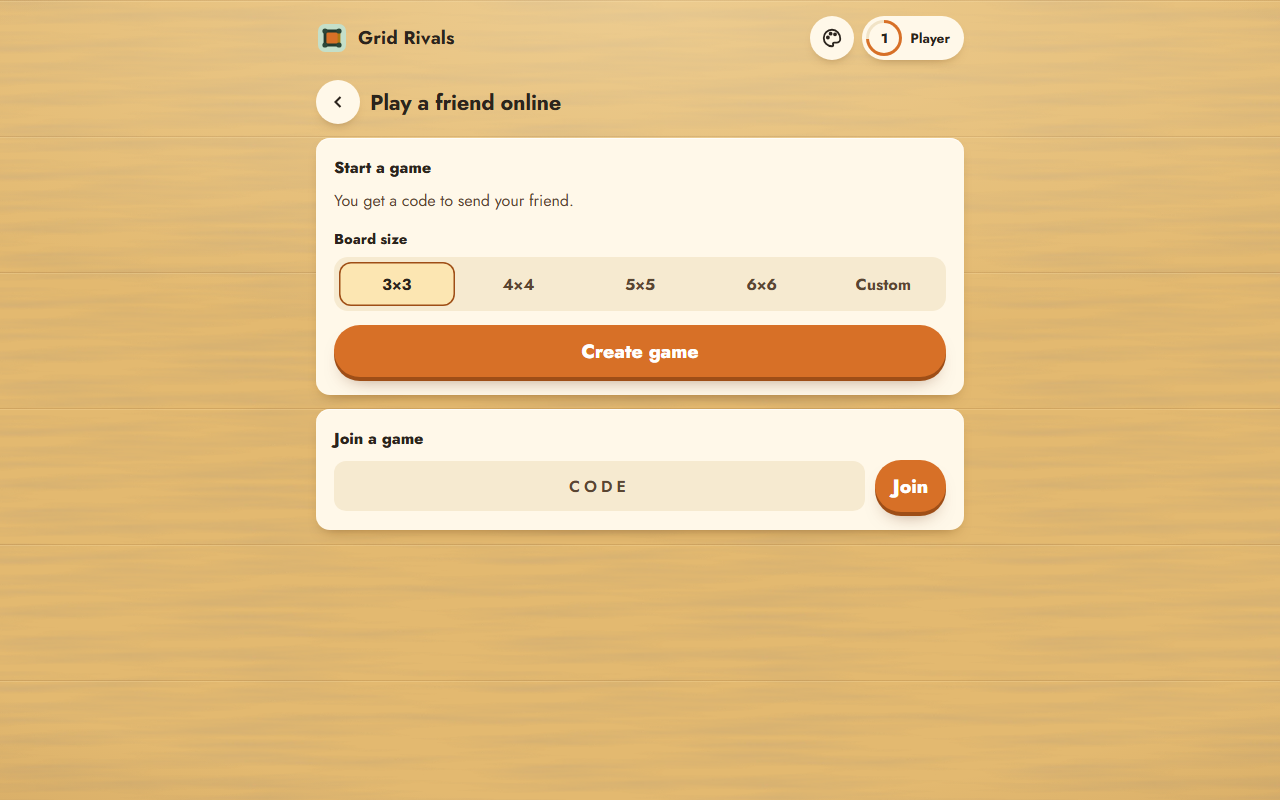 Grid Rivals
1 Player
Play a friend online
Start a game
You get a code to send your friend.
Board size
3×3 4×4 5×5 6×6 Custom
Create game
Join a game
CODE Join